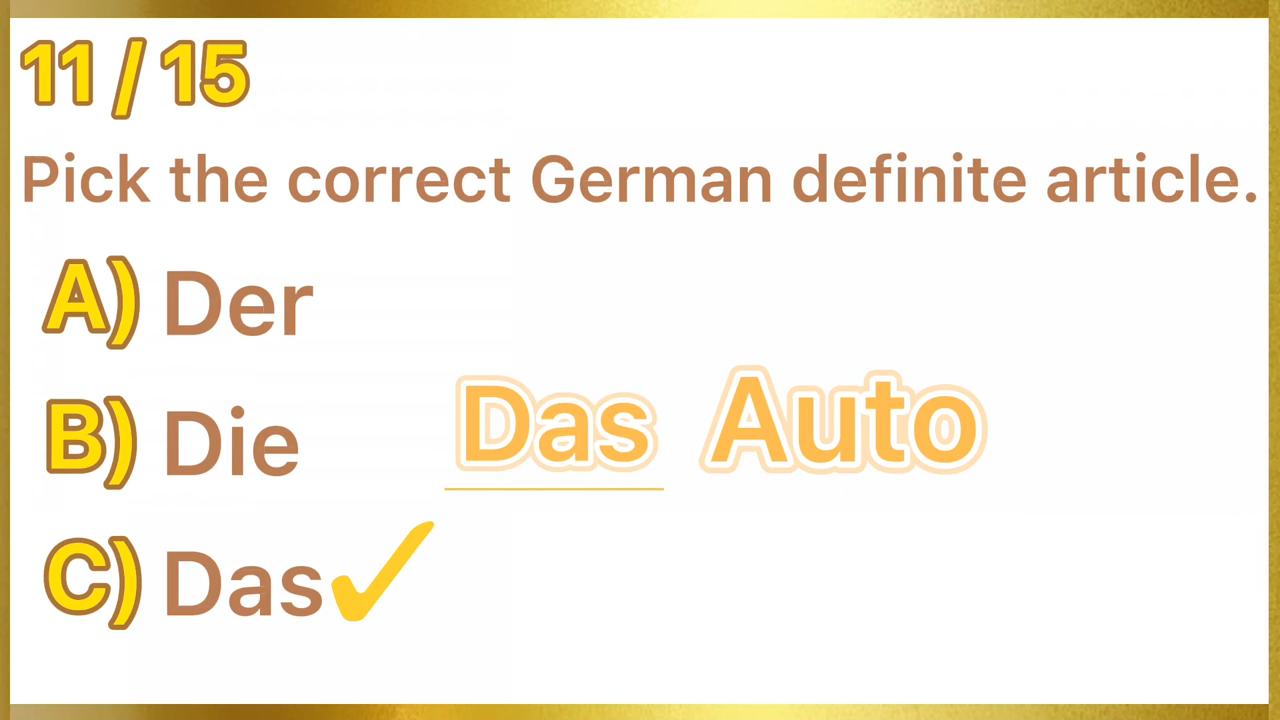 11 / 15
Pick the correct German definite article.
A) Der
B) Die
Das Auto
C) Das✓